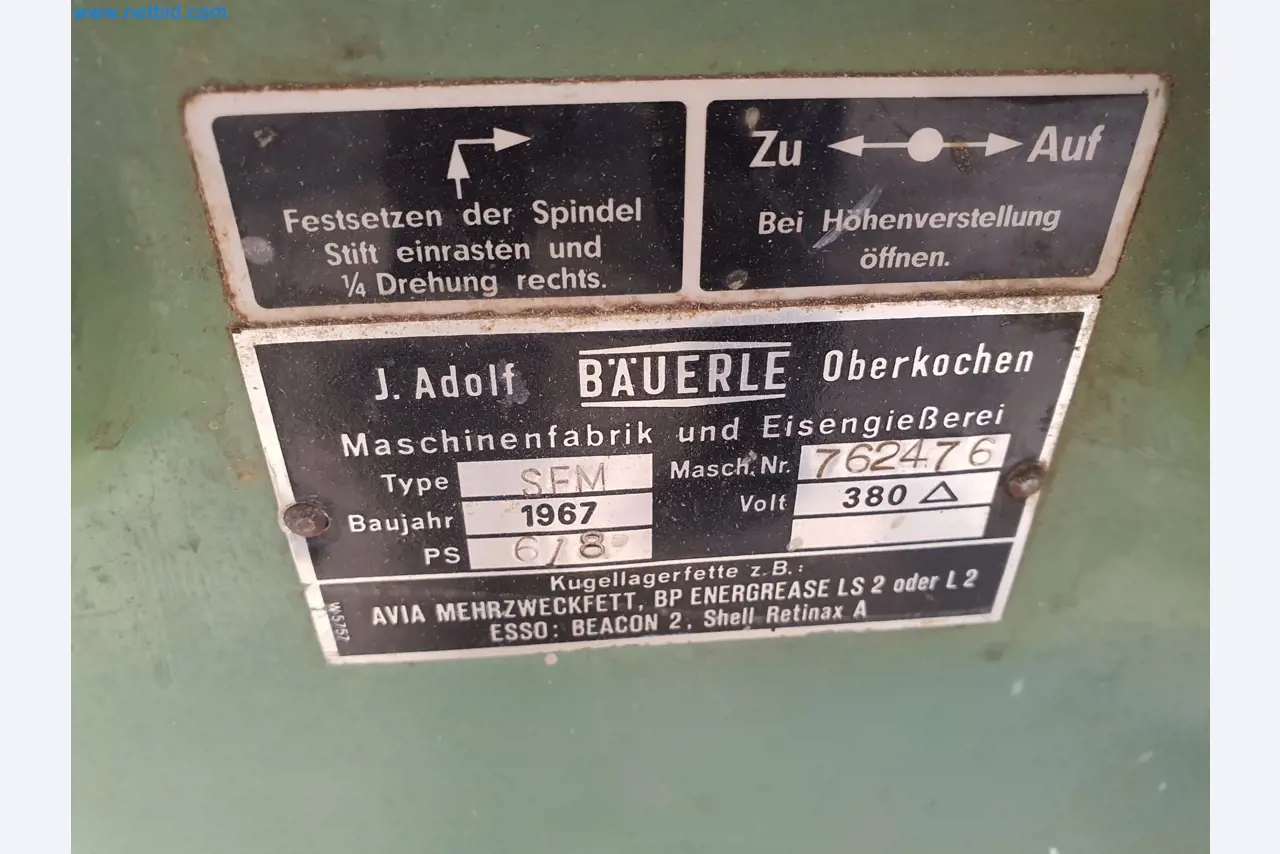 www.netbid.com
Festsetzen der Spindel
Stift einrasten und
¼ Drehung rechts.
Zu Auf
Bei Höhenverstellung
öffnen.
J. Adolf BÄUERLE Oberkochen
Maschinenfabrik und Eisengießerei
Type SFM
Masch. Nr. 762476
Baujahr 1967
Volt 380 △
PS 6/8
Kugellagerfette z.B.:
AVIA MEHRZWECKFETT, BP ENERGREASE LS 2 oder L 2
ESSO: BEACON 2, Shell Retinax A
W5752